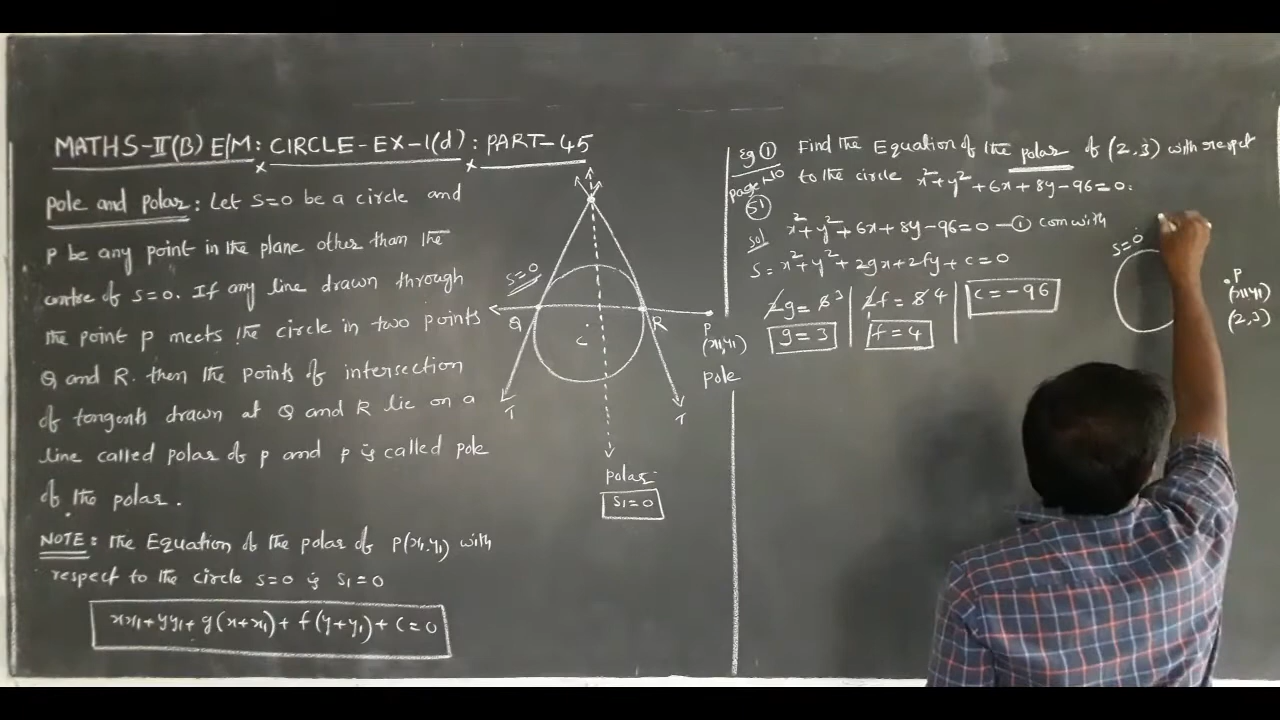 MATHS-II(B) E/M: CIRCLE-EX-1(d): PART-45
Pole and Polar: Let S=0 be a circle and
P be any point in the plane other than the
centre of S=0. If any line drawn through
the point P meets the circle in two points
Q and R. then the points of intersection
of tangents drawn at Q and R lie on a
line called polar of P and P is called pole
of the polar.
NOTE: The Equation of the polar of P(x1,y1) with
respect to the circle S=0 is S1=0
xx1+yy1+g(x+x1)+f(y+y1)+c=0
S=0
Q
R
P
(x1,y1)
pole
C
T
T
polar
S1=0
Eg ①
Page No
51
Find the Equation of the polar of (2,3) with respect
to the circle x²+y²+6x+8y-96=0.
Sol x²+y²+6x+8y-96=0 —① com with
S = x²+y²+2gx+2fy+c=0
2g=6 3 | 2f=8 4 | c=-96
g=3 | f=4
S=0
P
(x1,y1)
(2,3)